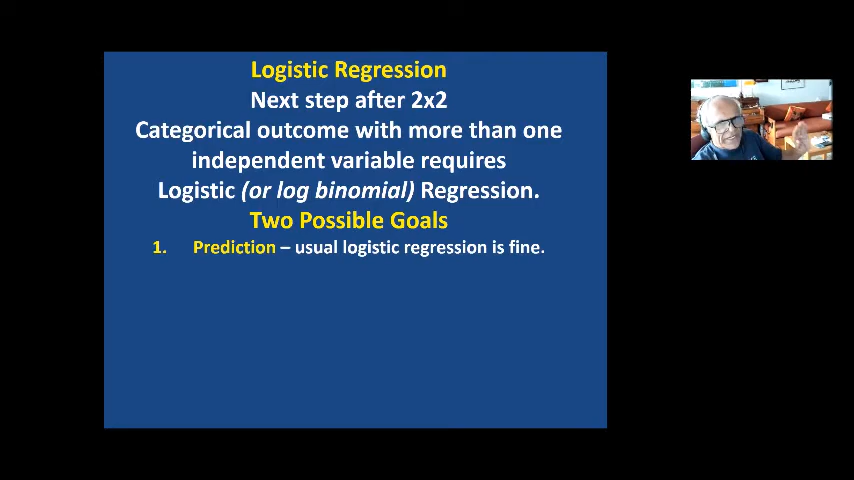 Logistic Regression
Next step after 2x2
Categorical outcome with more than one
independent variable requires
Logistic (or log binomial) Regression.
Two Possible Goals
1. Prediction – usual logistic regression is fine.